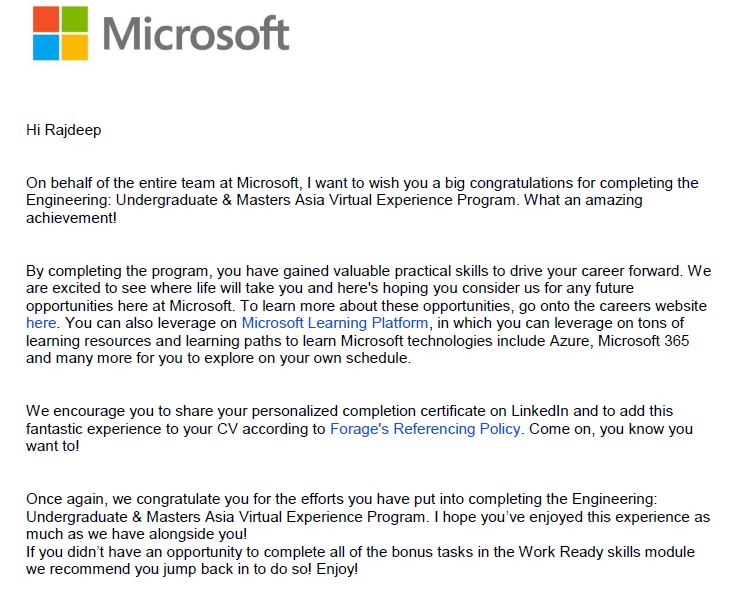 Microsoft
Hi Rajdeep
On behalf of the entire team at Microsoft, I want to wish you a big congratulations for completing the
Engineering: Undergraduate & Masters Asia Virtual Experience Program. What an amazing
achievement!
By completing the program, you have gained valuable practical skills to drive your career forward. We
are excited to see where life will take you and here's hoping you consider us for any future
opportunities here at Microsoft. To learn more about these opportunities, go onto the careers website
here. You can also leverage on Microsoft Learning Platform, in which you can leverage on tons of
learning resources and learning paths to learn Microsoft technologies include Azure, Microsoft 365
and many more for you to explore on your own schedule.
We encourage you to share your personalized completion certificate on LinkedIn and to add this
fantastic experience to your CV according to Forage's Referencing Policy. Come on, you know you
want to!
Once again, we congratulate you for the efforts you have put into completing the Engineering:
Undergraduate & Masters Asia Virtual Experience Program. I hope you’ve enjoyed this experience as
much as we have alongside you!
If you didn’t have an opportunity to complete all of the bonus tasks in the Work Ready skills module
we recommend you jump back in to do so! Enjoy!